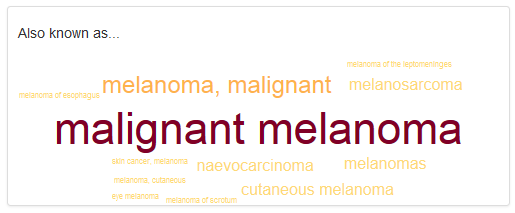 Also known as...
melanoma of the leptomeninges
melanoma, malignant
melanosarcoma
melanoma of esophagus
malignant melanoma
skin cancer, melanoma
naevocarcinoma
melanomas
melanoma, cutaneous
cutaneous melanoma
eye melanoma
melanoma of scrotum